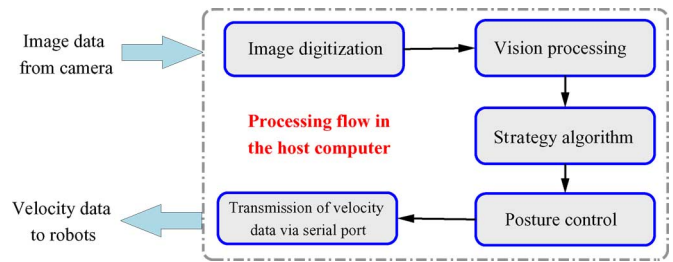 Image data
from camera
Image digitization
Vision processing
Processing flow in
the host computer
Strategy algorithm
Velocity data
to robots
Transmission of velocity
data via serial port
Posture control